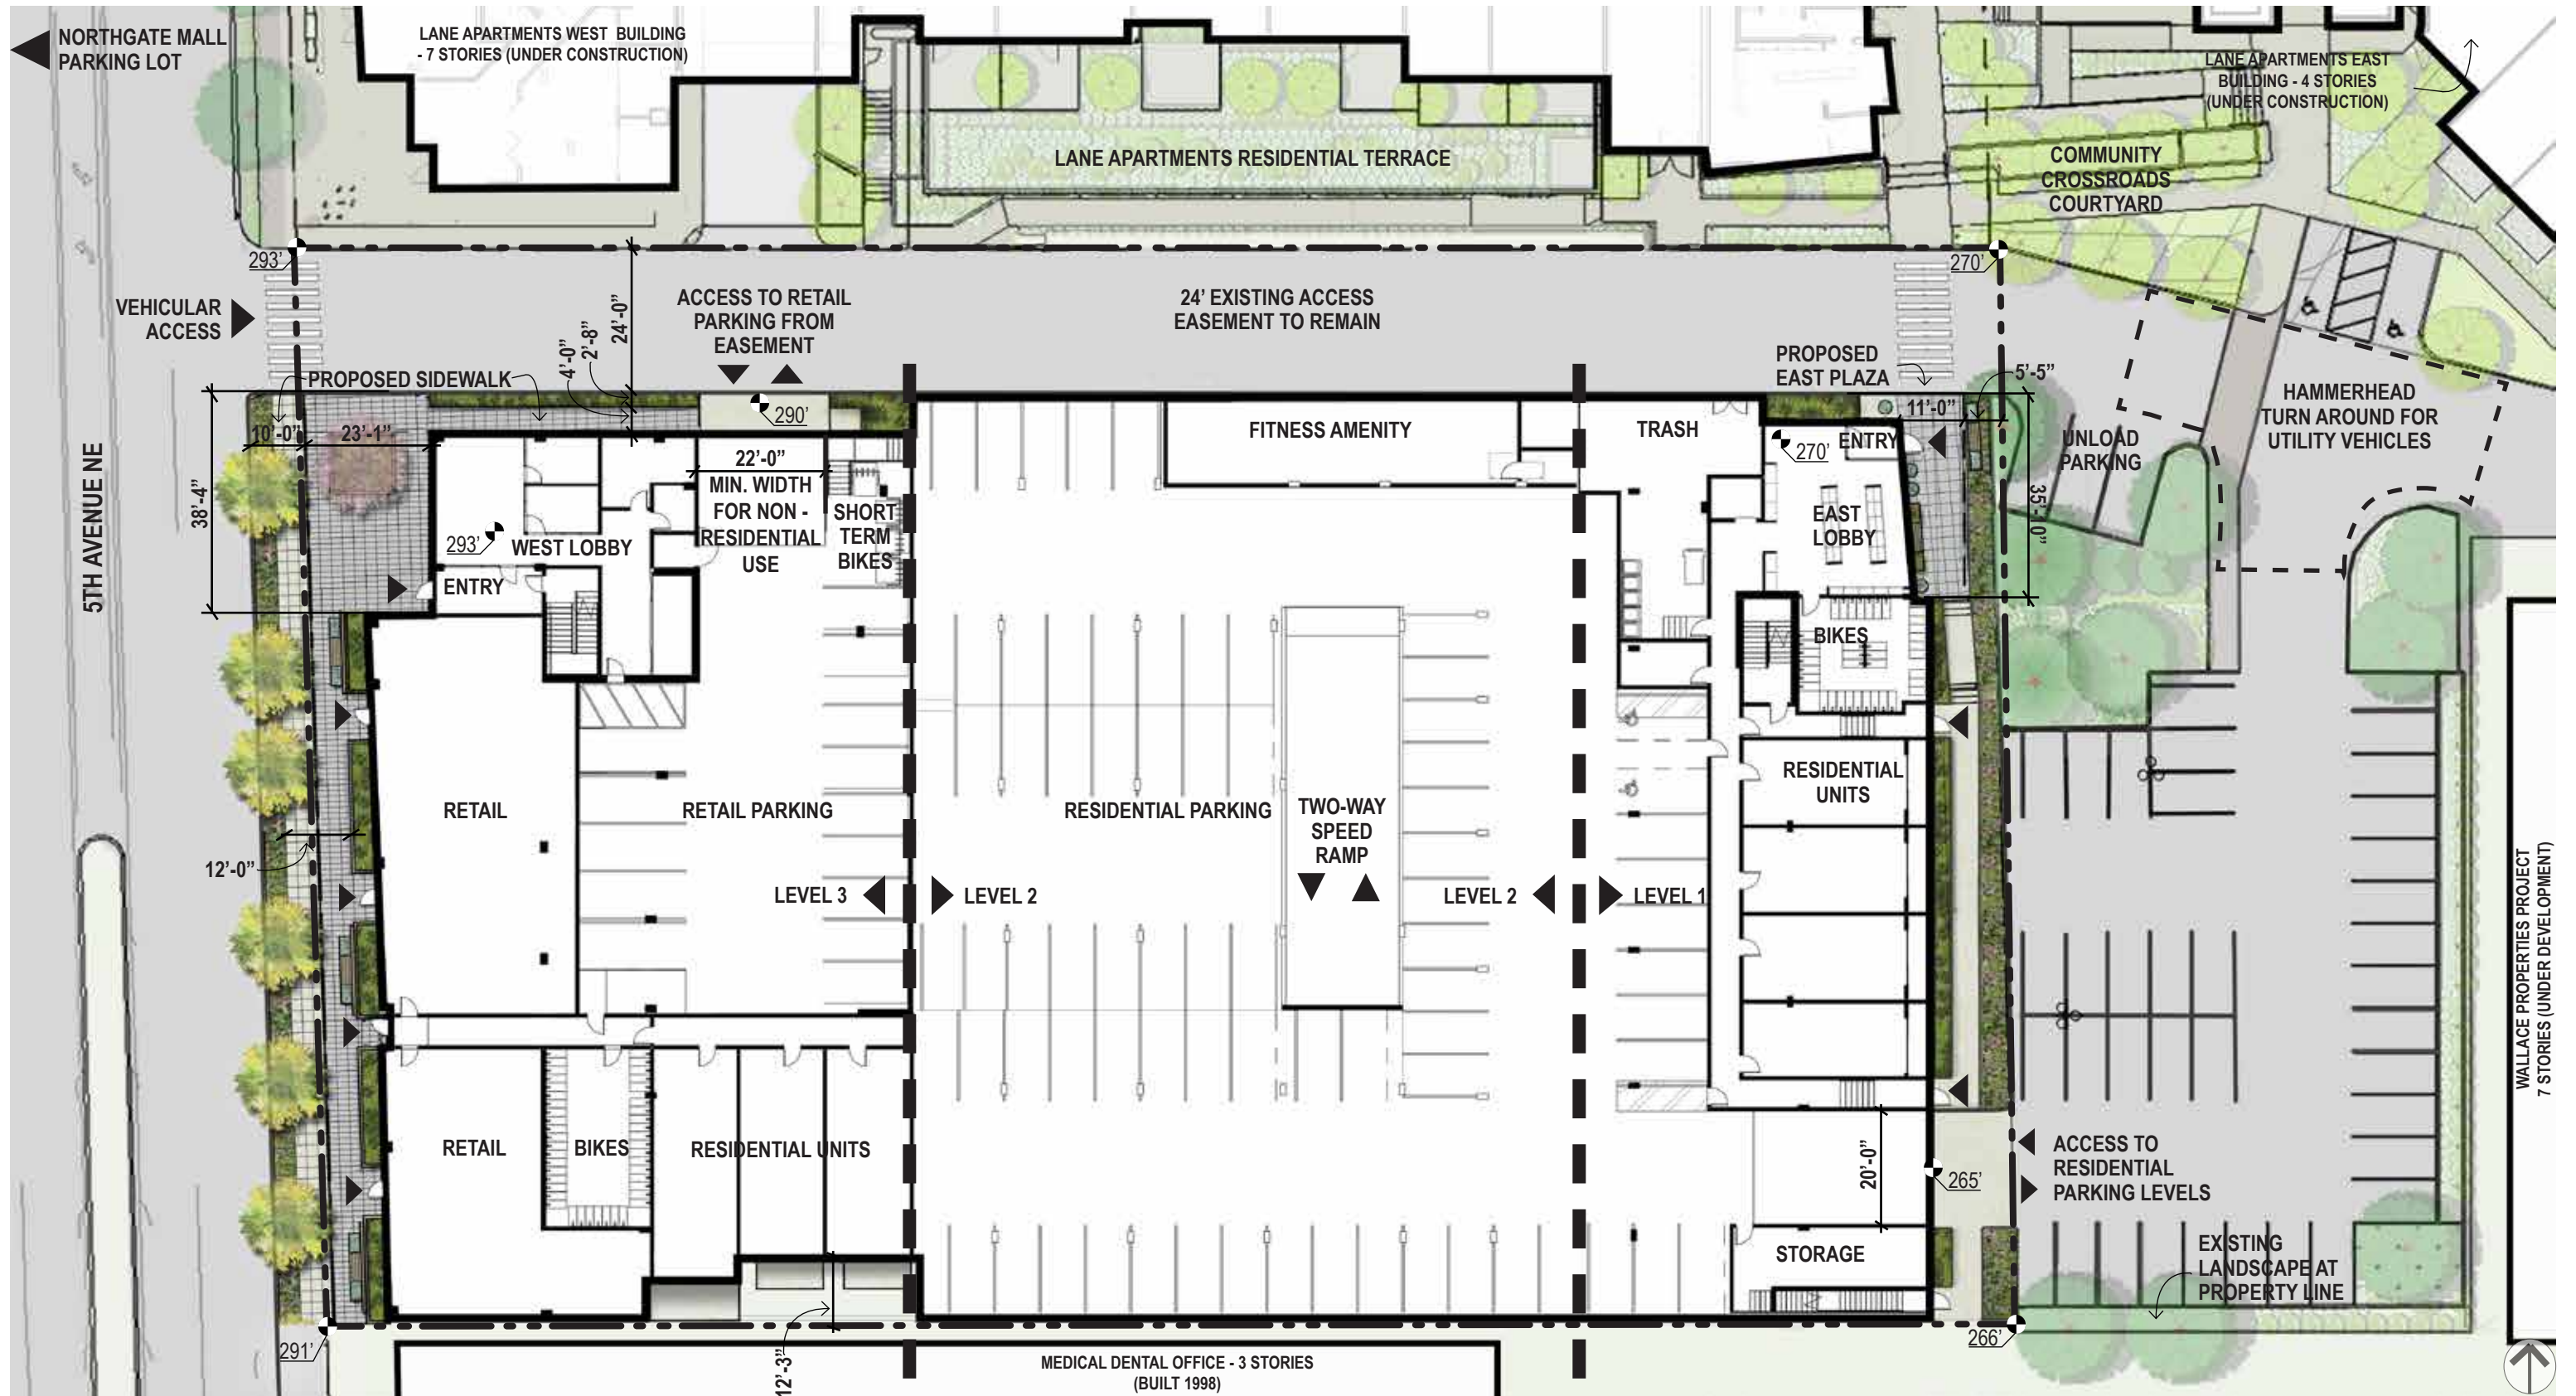 NORTHGATE MALL
PARKING LOT
LANE APARTMENTS WEST BUILDING
- 7 STORIES (UNDER CONSTRUCTION)
LANE APARTMENTS EAST
BUILDING - 4 STORIES
(UNDER CONSTRUCTION)
LANE APARTMENTS RESIDENTIAL TERRACE
COMMUNITY
CROSSROADS
COURTYARD
293'
270'
VEHICULAR
ACCESS
24'-0"
2'-8"
4'-0"
ACCESS TO RETAIL
PARKING FROM
EASEMENT
24' EXISTING ACCESS
EASEMENT TO REMAIN
PROPOSED
EAST PLAZA
5'-5"
PROPOSED SIDEWALK
HAMMERHEAD
TURN AROUND FOR
UTILITY VEHICLES
290'
11'-0"
10'-0"
23'-1"
FITNESS AMENITY
TRASH
270'
ENTRY
UNLOAD
PARKING
22'-0"
MIN. WIDTH
FOR NON -
RESIDENTIAL
USE
SHORT
TERM
BIKES
38'-4"
35'-10"
5TH AVENUE NE
293'
WEST LOBBY
ENTRY
EAST
LOBBY
BIKES
RETAIL
RETAIL PARKING
RESIDENTIAL PARKING
TWO-WAY
SPEED
RAMP
RESIDENTIAL
UNITS
12'-0"
LEVEL 3
LEVEL 2
LEVEL 2
LEVEL 1
WALLACE PROPERTIES PROJECT
7 STORIES (UNDER DEVELOPMENT)
RETAIL
BIKES
RESIDENTIAL UNITS
20'-0"
265'
ACCESS TO
RESIDENTIAL
PARKING LEVELS
STORAGE
EXISTING
LANDSCAPE AT
PROPERTY LINE
291'
12'-3"
266'
MEDICAL DENTAL OFFICE - 3 STORIES
(BUILT 1998)